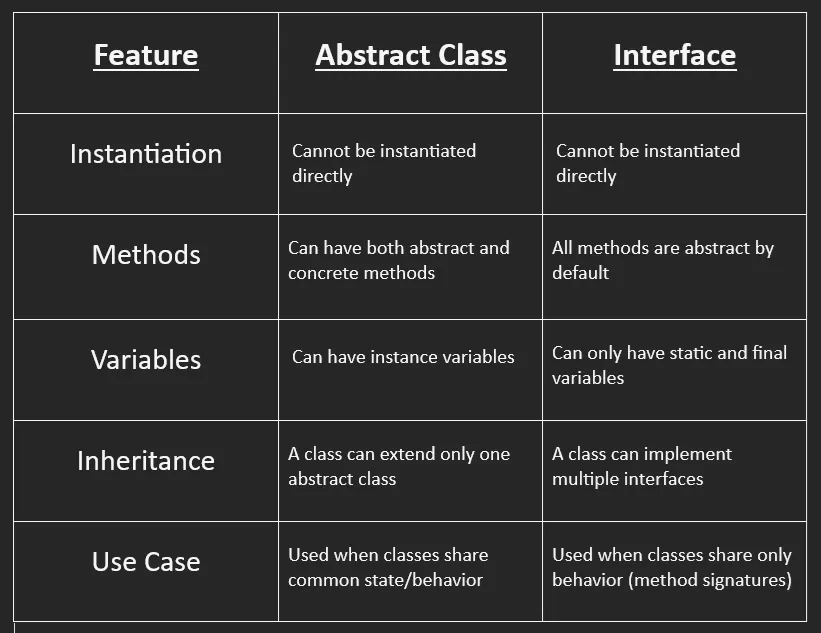 Feature
Abstract Class
Interface
Instantiation
Cannot be instantiated
directly
Cannot be instantiated
directly
Methods
Can have both abstract and
concrete methods
All methods are abstract by
default
Variables
Can have instance variables
Can only have static and final
variables
Inheritance
A class can extend only one
abstract class
A class can implement
multiple interfaces
Use Case
Used when classes share
common state/behavior
Used when classes share only
behavior (method signatures)